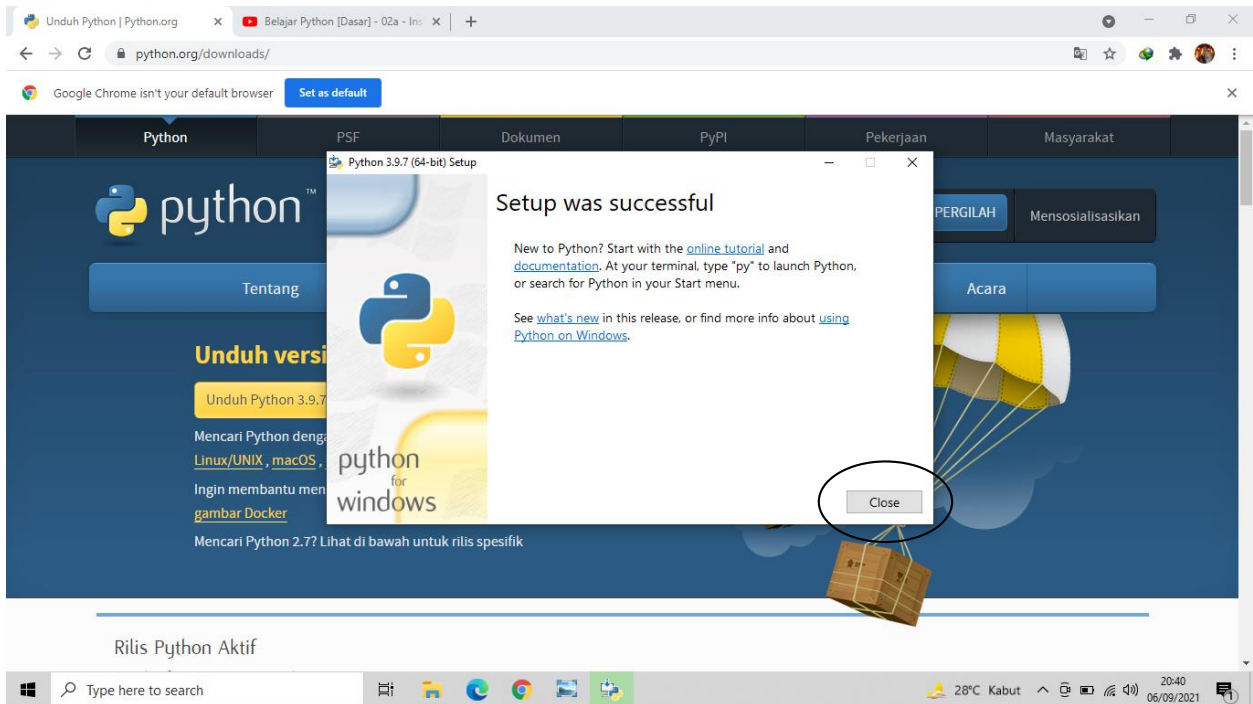 Unduh Python | Python.org
Belajar Python [Dasar] - 02a - Ins
python.org/downloads/
Google Chrome isn't your default browser
Set as default
Python
PSF
Dokumen
PyPI
Pekerjaan
Masyarakat
Python 3.9.7 (64-bit) Setup
python™
Setup was successful
PERGILAH
Mensosialisasikan
New to Python? Start with the online tutorial and
documentation. At your terminal, type "py" to launch Python,
or search for Python in your Start menu.
Tentang
Acara
See what's new in this release, or find more info about using
Python on Windows.
Unduh versi
Unduh Python 3.9.7
Mencari Python denga
Linux/UNIX , macOS ,
Ingin membantu men
gambar Docker
python
for
windows
Close
Mencari Python 2.7? Lihat di bawah untuk rilis spesifik
Rilis Python Aktif
Type here to search
28°C Kabut
20:40
06/09/2021
1